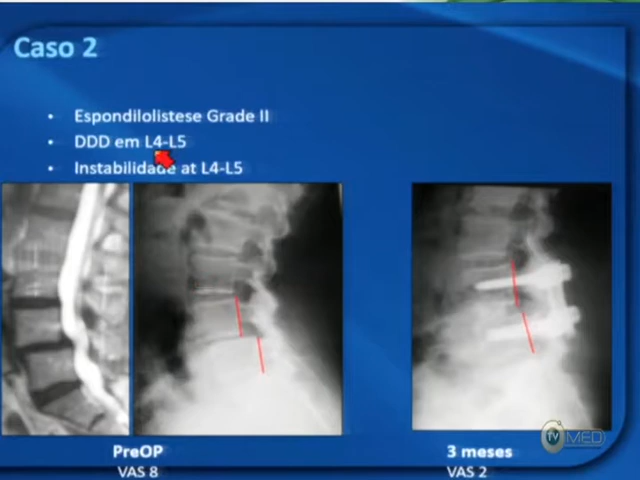 Caso 2
• Espondilolistese Grade II
• DDD em L4-L5
• Instabilidade at L4-L5
PreOP
VAS 8
3 meses
VAS 2
TV MED